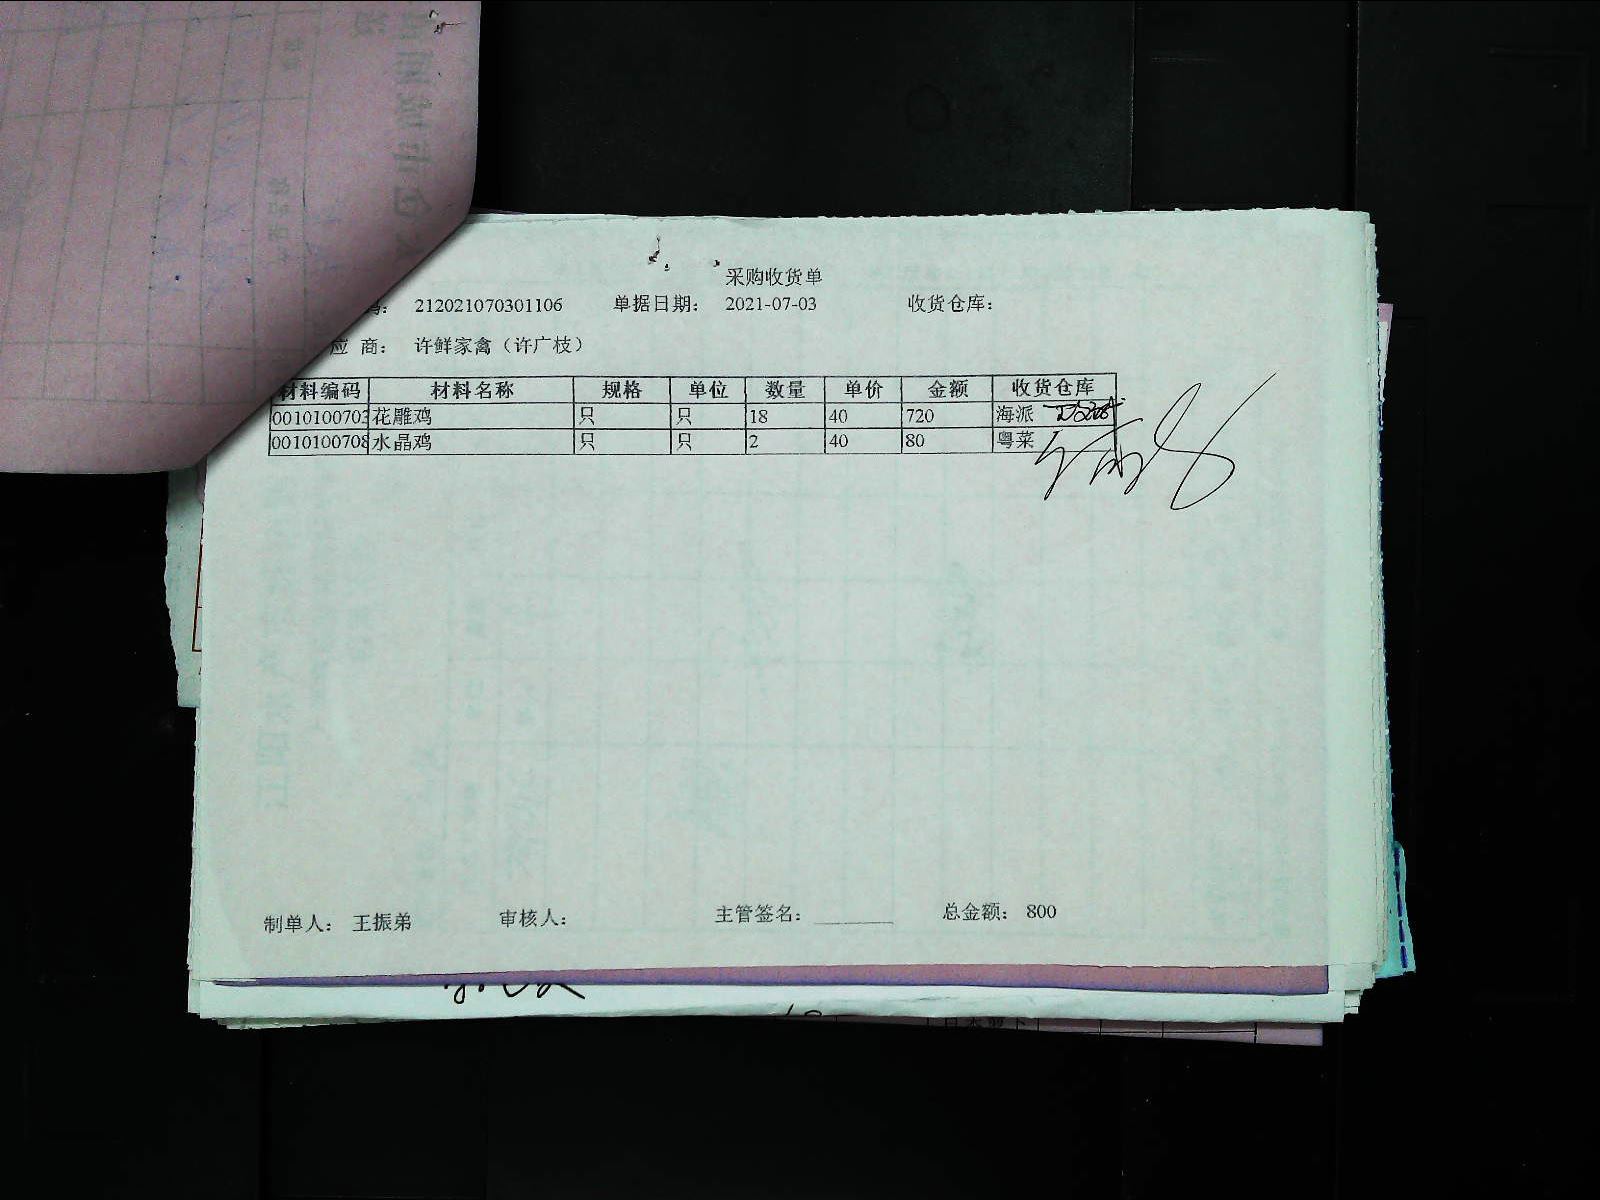 采购收货单
码： 212021070301106 单据日期： 2021-07-03 收货仓库：
应 商： 许鲜家禽（许广枝）
材料编码 材料名称 规格 单位 数量 单价 金额 收货仓库
0010100703 花雕鸡 只 只 18 40 720 海派
0010100708 水晶鸡 只 只 2 40 80 粤菜
制单人： 王振弟 审核人： 主管签名： 总金额： 800